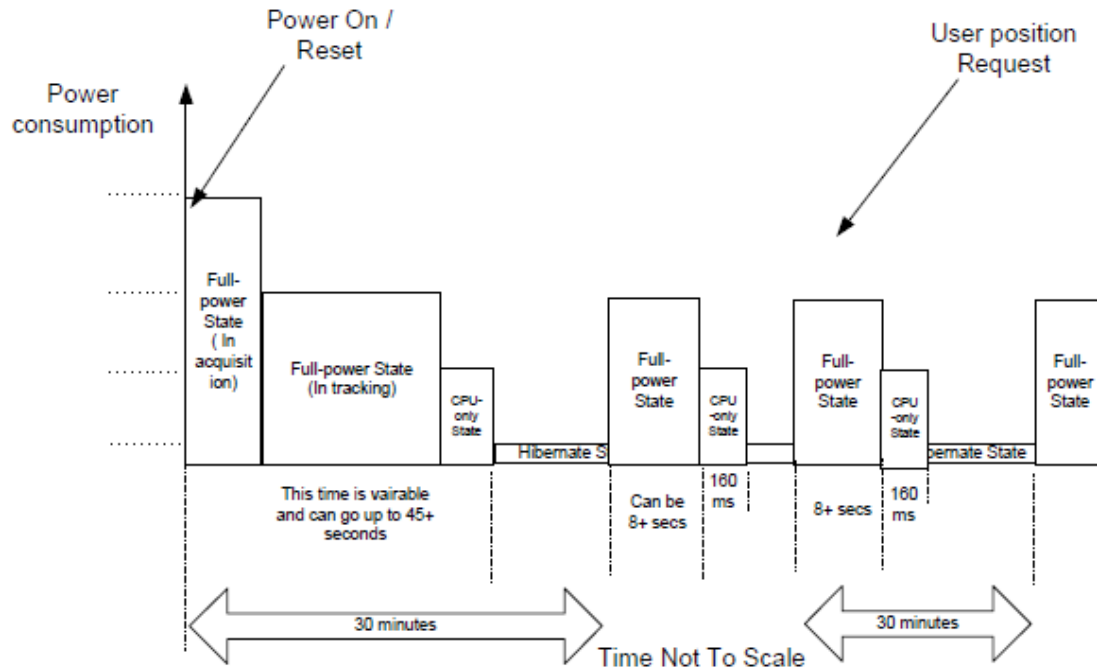 Power On /
Reset
User position
Request
Power
consumption
Full-
power
State
( In
acquisit
ion)
Full-power State
(In tracking)
CPU-
only
State
Hibernate S
Full-
power
State
CPU
-only
State
Full-
power
State
CPU
-only
State
bernate State
Full-
power
State
This time is vairable
and can go up to 45+
seconds
Can be
8+ secs
160
ms
8+ secs
160
ms
30 minutes
30 minutes
Time Not To Scale